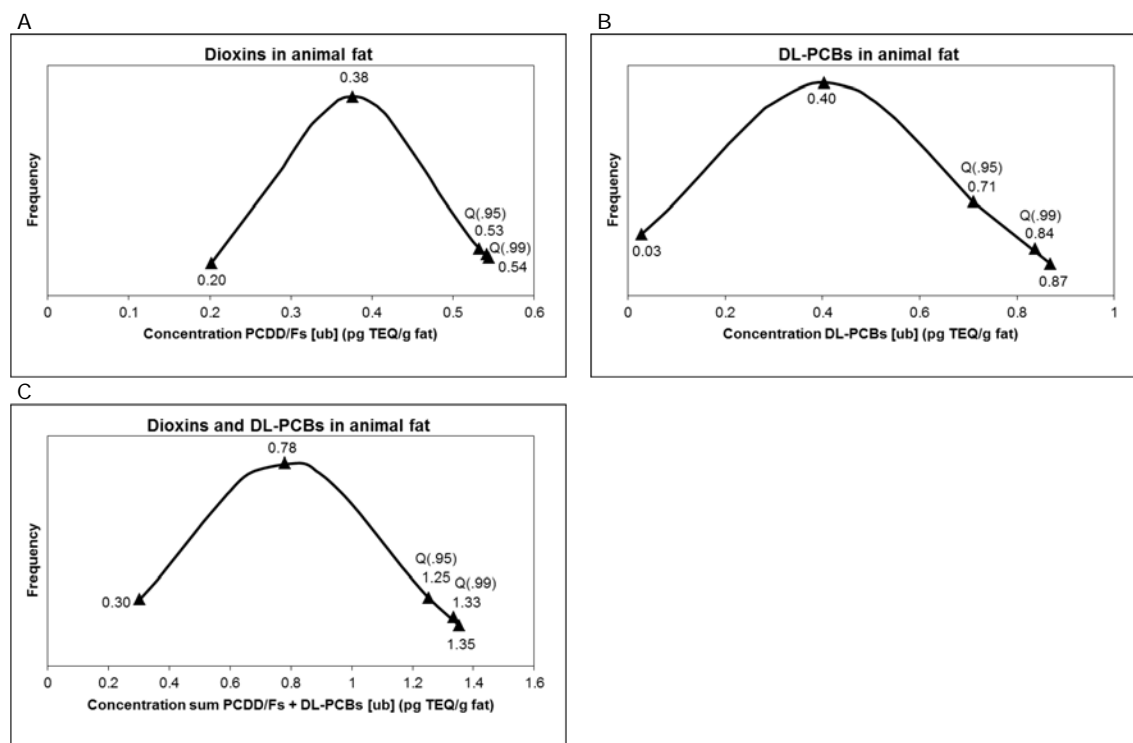 A
Dioxins in animal fat
0.38
Q(.95)
0.53
Q(.99)
0.54
0.20
Frequency
0
0.1
0.2
0.3
0.4
0.5
0.6
Concentration PCDD/Fs [ub] (pg TEQ/g fat)
B
DL-PCBs in animal fat
0.40
Q(.95)
0.71
Q(.99)
0.84
0.03
0.87
Frequency
0
0.2
0.4
0.6
0.8
1
Concentration DL-PCBs [ub] (pg TEQ/g fat)
C
Dioxins and DL-PCBs in animal fat
0.78
Q(.95)
1.25
Q(.99)
1.33
0.30
1.35
Frequency
0
0.2
0.4
0.6
0.8
1
1.2
1.4
1.6
Concentration sum PCDD/Fs + DL-PCBs [ub] (pg TEQ/g fat)